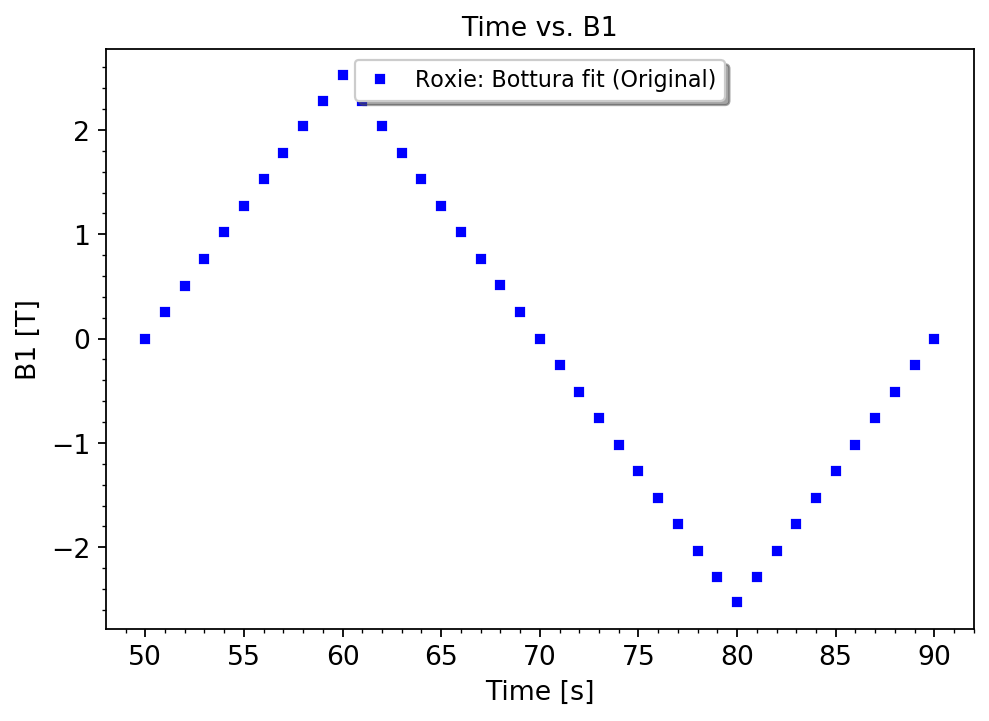 Time vs. B1
Roxie: Bottura fit (Original)
B1 [T]
2
1
0
−1
−2
50 55 60 65 70 75 80 85 90
Time [s]